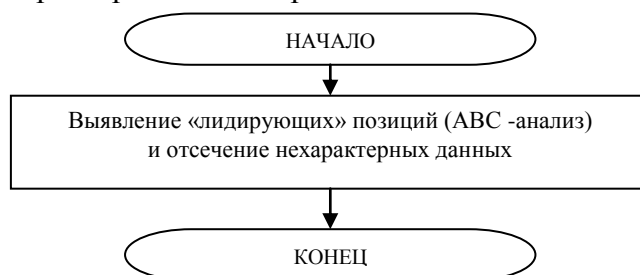 НАЧАЛО
Выявление «лидирующих» позиций (АВС -анализ)
и отсечение нехарактерных данных
КОНЕЦ